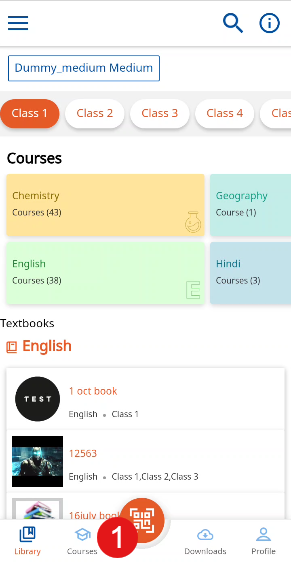 Dummy_medium Medium
Class 1 Class 2 Class 3 Class 4 Clas
Courses
Chemistry
Courses (43)
Geography
Course (1)
English
Courses (38)
E
Hindi
Courses (3)
Textbooks
English
TEST
1 oct book
English Class 1
12563
English Class 1,Class 2,Class 3
16july book
1
Library Courses Downloads Profile